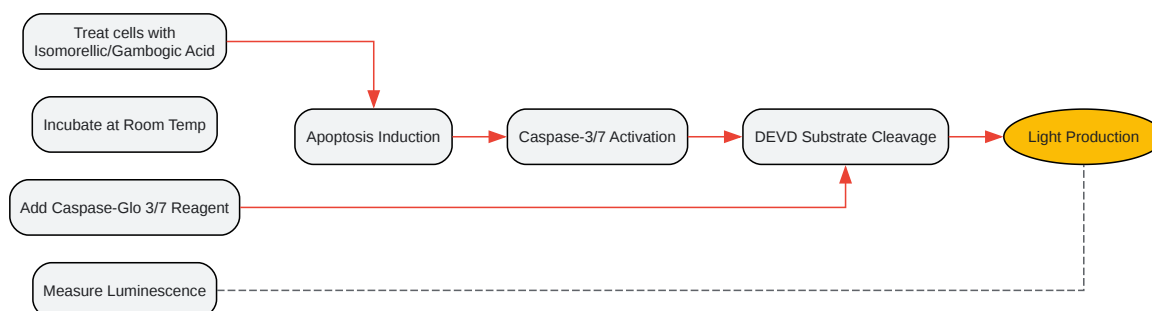 Treat cells with
Isomorellic/Gambogic Acid
Incubate at Room Temp
Apoptosis Induction
Caspase-3/7 Activation
DEVD Substrate Cleavage
Light Production
Add Caspase-Glo 3/7 Reagent
Measure Luminescence